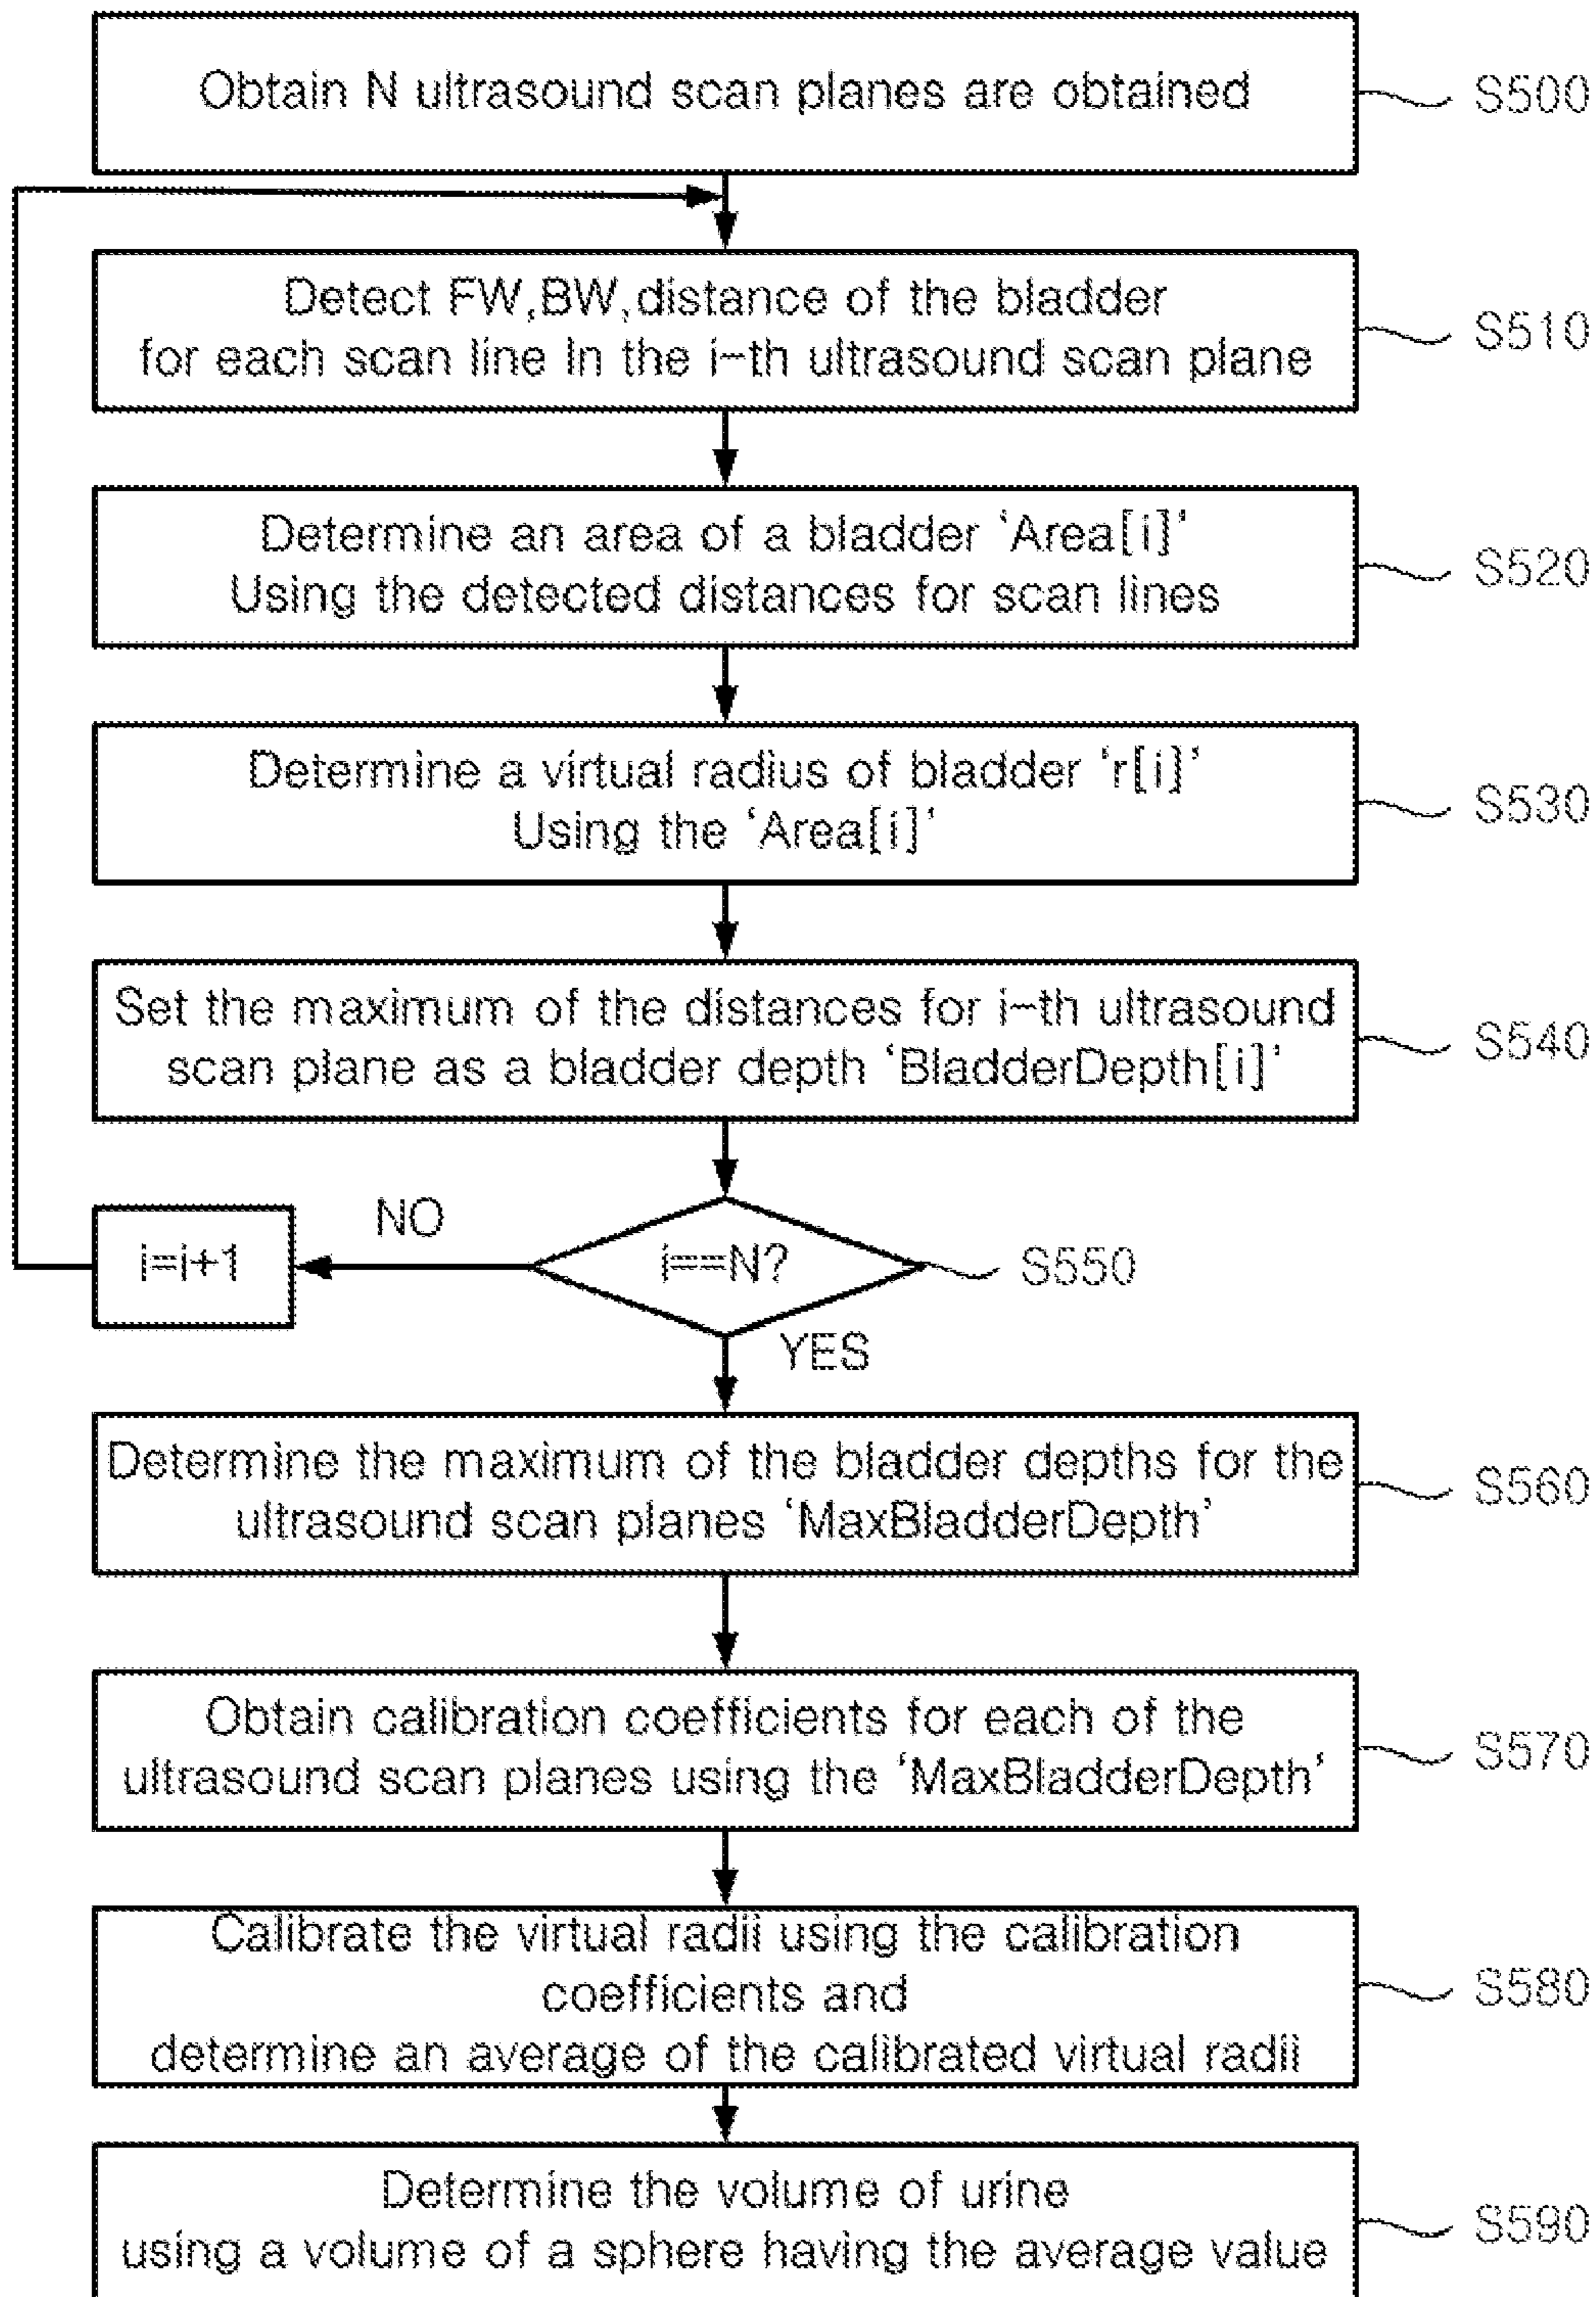 Obtain N ultrasound scan planes are obtained
S500
Detect FW,BW,distance of the bladder
for each scan line In the i-th ultrasound scan plane
S510
Determine an area of a bladder ‘Area[i]’
Using the detected distances for scan lines
S520
Determine a virtual radius of bladder ‘r[i]’
Using the ‘Area[i]’
S530
Set the maximum of the distances for i-th ultrasound
scan plane as a bladder depth ‘BladderDepth[i]’
S540
i=i+1
NO
i==N?
S550
YES
Determine the maximum of the bladder depths for the
ultrasound scan planes ‘MaxBladderDepth’
S560
Obtain calibration coefficients for each of the
ultrasound scan planes using the ‘MaxBladderDepth‘
S570
Calibrate the virtual radii using the calibration
coefficients and
determine an average of the calibrated virtual radii
S580
Determine the volume of urine
using a volume of a sphere having the average value
S590